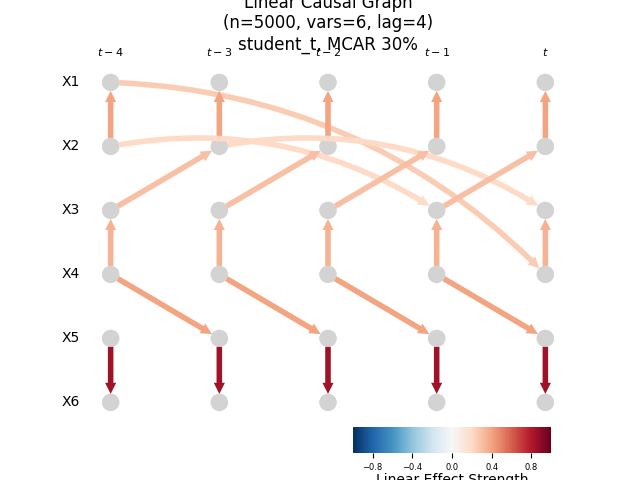 Linear Causal Graph
(n=5000, vars=6, lag=4)
student_t, MCAR 30%
t − 4 t − 3 t − 2 t − 1 t
X1
X2
X3
X4
X5
X6
−0.8 −0.4 0.0 0.4 0.8
Linear Effect Strength